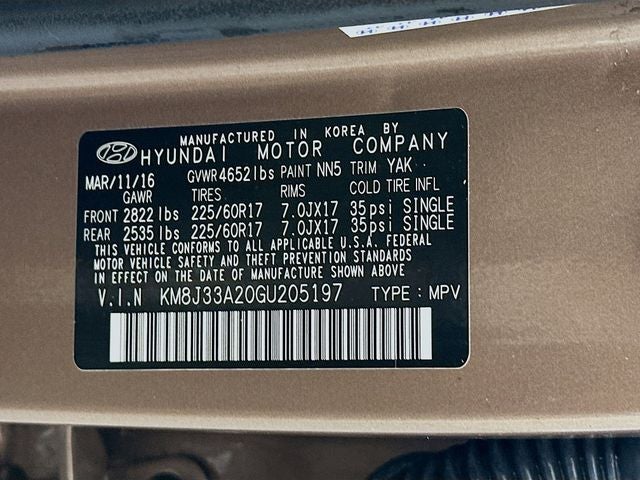 MANUFACTURED IN KOREA BY
HYUNDAI MOTOR COMPANY
MAR/11/16 GVWR 4652lbs PAINT NN5 TRIM YAK
GAWR TIRES RIMS COLD TIRE INFL
FRONT 2822 lbs 225/60R17 7.0JX17 35psi SINGLE
REAR 2535 lbs 225/60R17 7.0JX17 35psi SINGLE
THIS VEHICLE CONFORMS TO ALL APPLICABLE U.S.A. FEDERAL
MOTOR VEHICLE SAFETY AND THEFT PREVENTION STANDARDS
IN EFFECT ON THE DATE OF MANUFACTURE SHOWN ABOVE
V.I.N KM8J33A20GU205197 TYPE : MPV